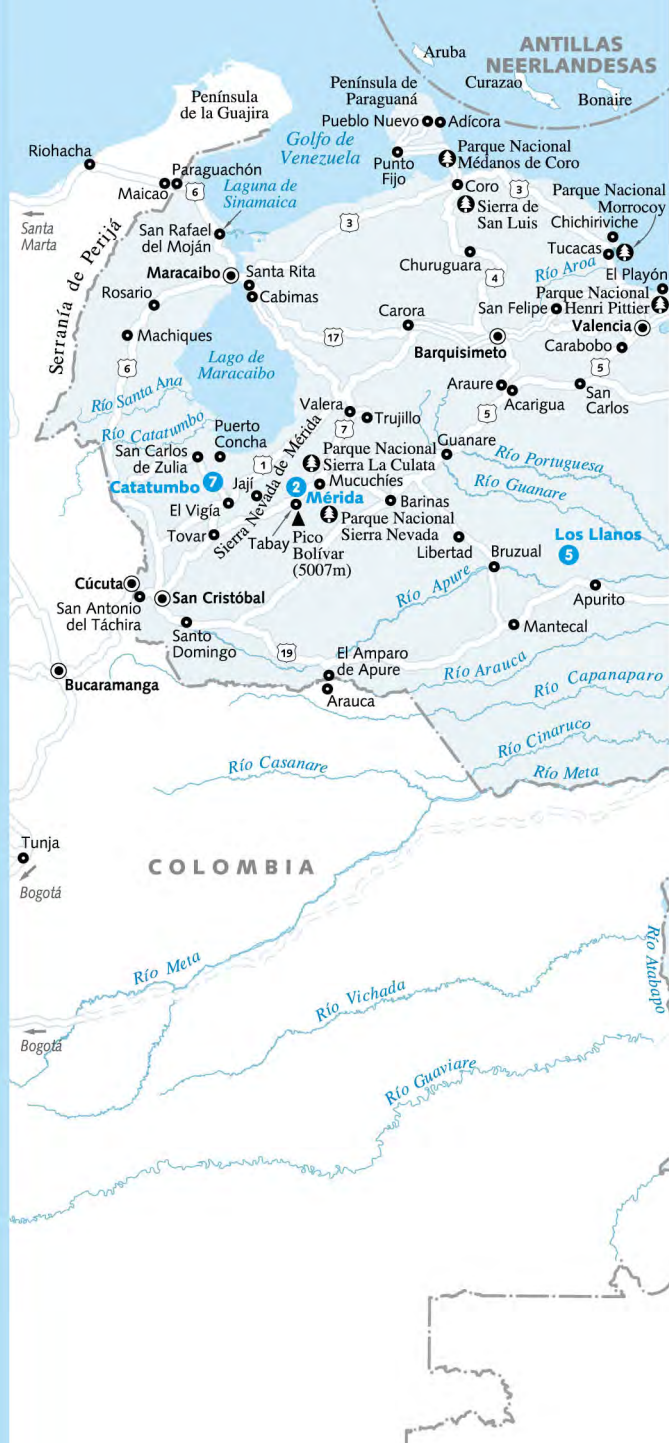 Aruba
ANTILLAS
NEERLANDESAS
Curazao
Bonaire
Península
de la Guajira
Península de
Paraguaná
Pueblo Nuevo
Adícora
Golfo de
Venezuela
Punto
Fijo
Parque Nacional
Médanos de Coro
Riohacha
Paraguachón
Maicao
6
Laguna de
Sinamaica
Coro
3
Parque Nacional
Morrocoy
Santa
Marta
Sierra de
San Luis
3
Chichiriviche
San Rafael
del Moján
Tucacas
Serranía de Perijá
Maracaibo
Santa Rita
Cabimas
Churuguara
4
Río Aroa
El Playón
Rosario
Parque Nacional
Henri Pittier
San Felipe
Carora
Valencia
Machiques
17
Barquisimeto
Carabobo
Lago de
Maracaibo
6
5
Araure
Acarigua
San
Carlos
Río Santa Ana
Valera
Trujillo
5
7
Río Catatumbo
Puerto
Concha
San Carlos
de Zulia
1
Parque Nacional
Sierra La Culata
Guanare
Río Portuguesa
Río Guanare
Catatumbo
7
Jají
2
Mérida
Mucuchíes
El Vigía
Sierra Nevada de Mérida
Barinas
Parque Nacional
Sierra Nevada
Tovar
Tabay
Pico
Bolívar
(5007m)
Libertad
Bruzual
Los Llanos
5
Cúcuta
San Antonio
del Táchira
San Cristóbal
Río Apure
Apurito
Santo
Domingo
Mantecal
19
El Amparo
de Apure
Río Arauca
Bucaramanga
Arauca
Río Capanaparo
Río Cinaruco
Río Casanare
Río Meta
Tunja
COLOMBIA
Bogotá
Río Meta
Río Vichada
Río Atabapo
Bogotá
Río Guaviare